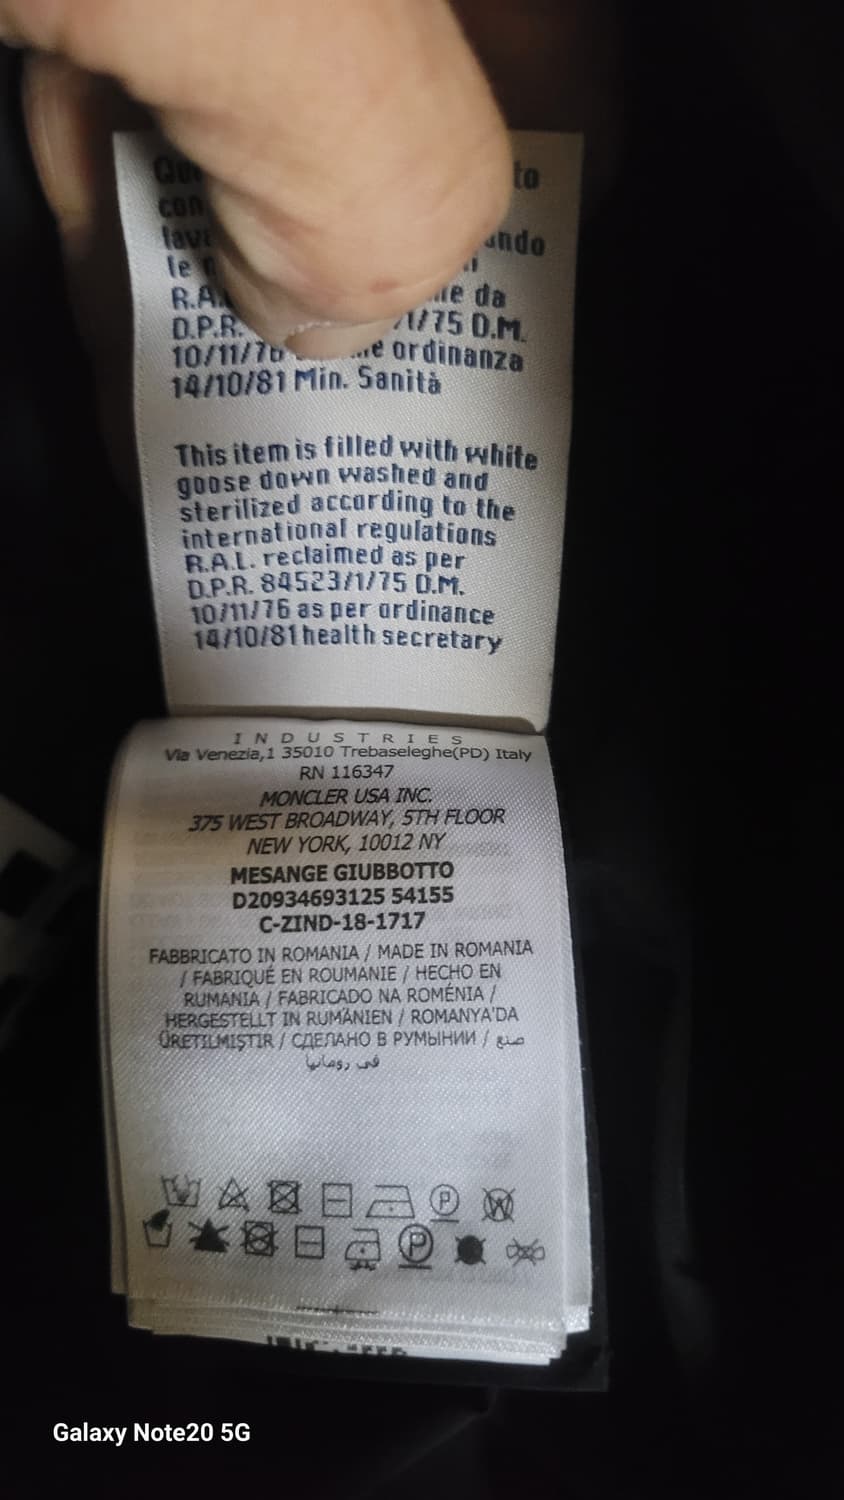 to
con
ndo
le
R.A. da
D.P.R. 1/75 D.M.
10/11/76 ordinanza
14/10/81 Min. Sanità
This item is filled with white
goose down washed and
sterilized according to the
international regulations
R.A.L. reclaimed as per
D.P.R. 84523/1/75 D.M.
10/11/76 as per ordinance
14/10/81 health secretary
INDUSTRIES
Via Venezia,1 35010 Trebaseleghe(PD) Italy
RN 116347
MONCLER USA INC.
375 WEST BROADWAY, 5TH FLOOR
NEW YORK, 10012 NY
MESANGE GIUBBOTTO
D20934693125 54155
C-ZIND-18-1717
FABBRICATO IN ROMANIA / MADE IN ROMANIA
/ FABRIQUÉ EN ROUMANIE / HECHO EN
RUMANIA / FABRICADO NA ROMÉNIA /
HERGESTELLT IN RUMÄNIEN / ROMANYA'DA
ÜRETILMIŞTIR / СДЕЛАНО В РУМЫНИИ / صنع
في رومانيا
P W
P
Galaxy Note20 5G